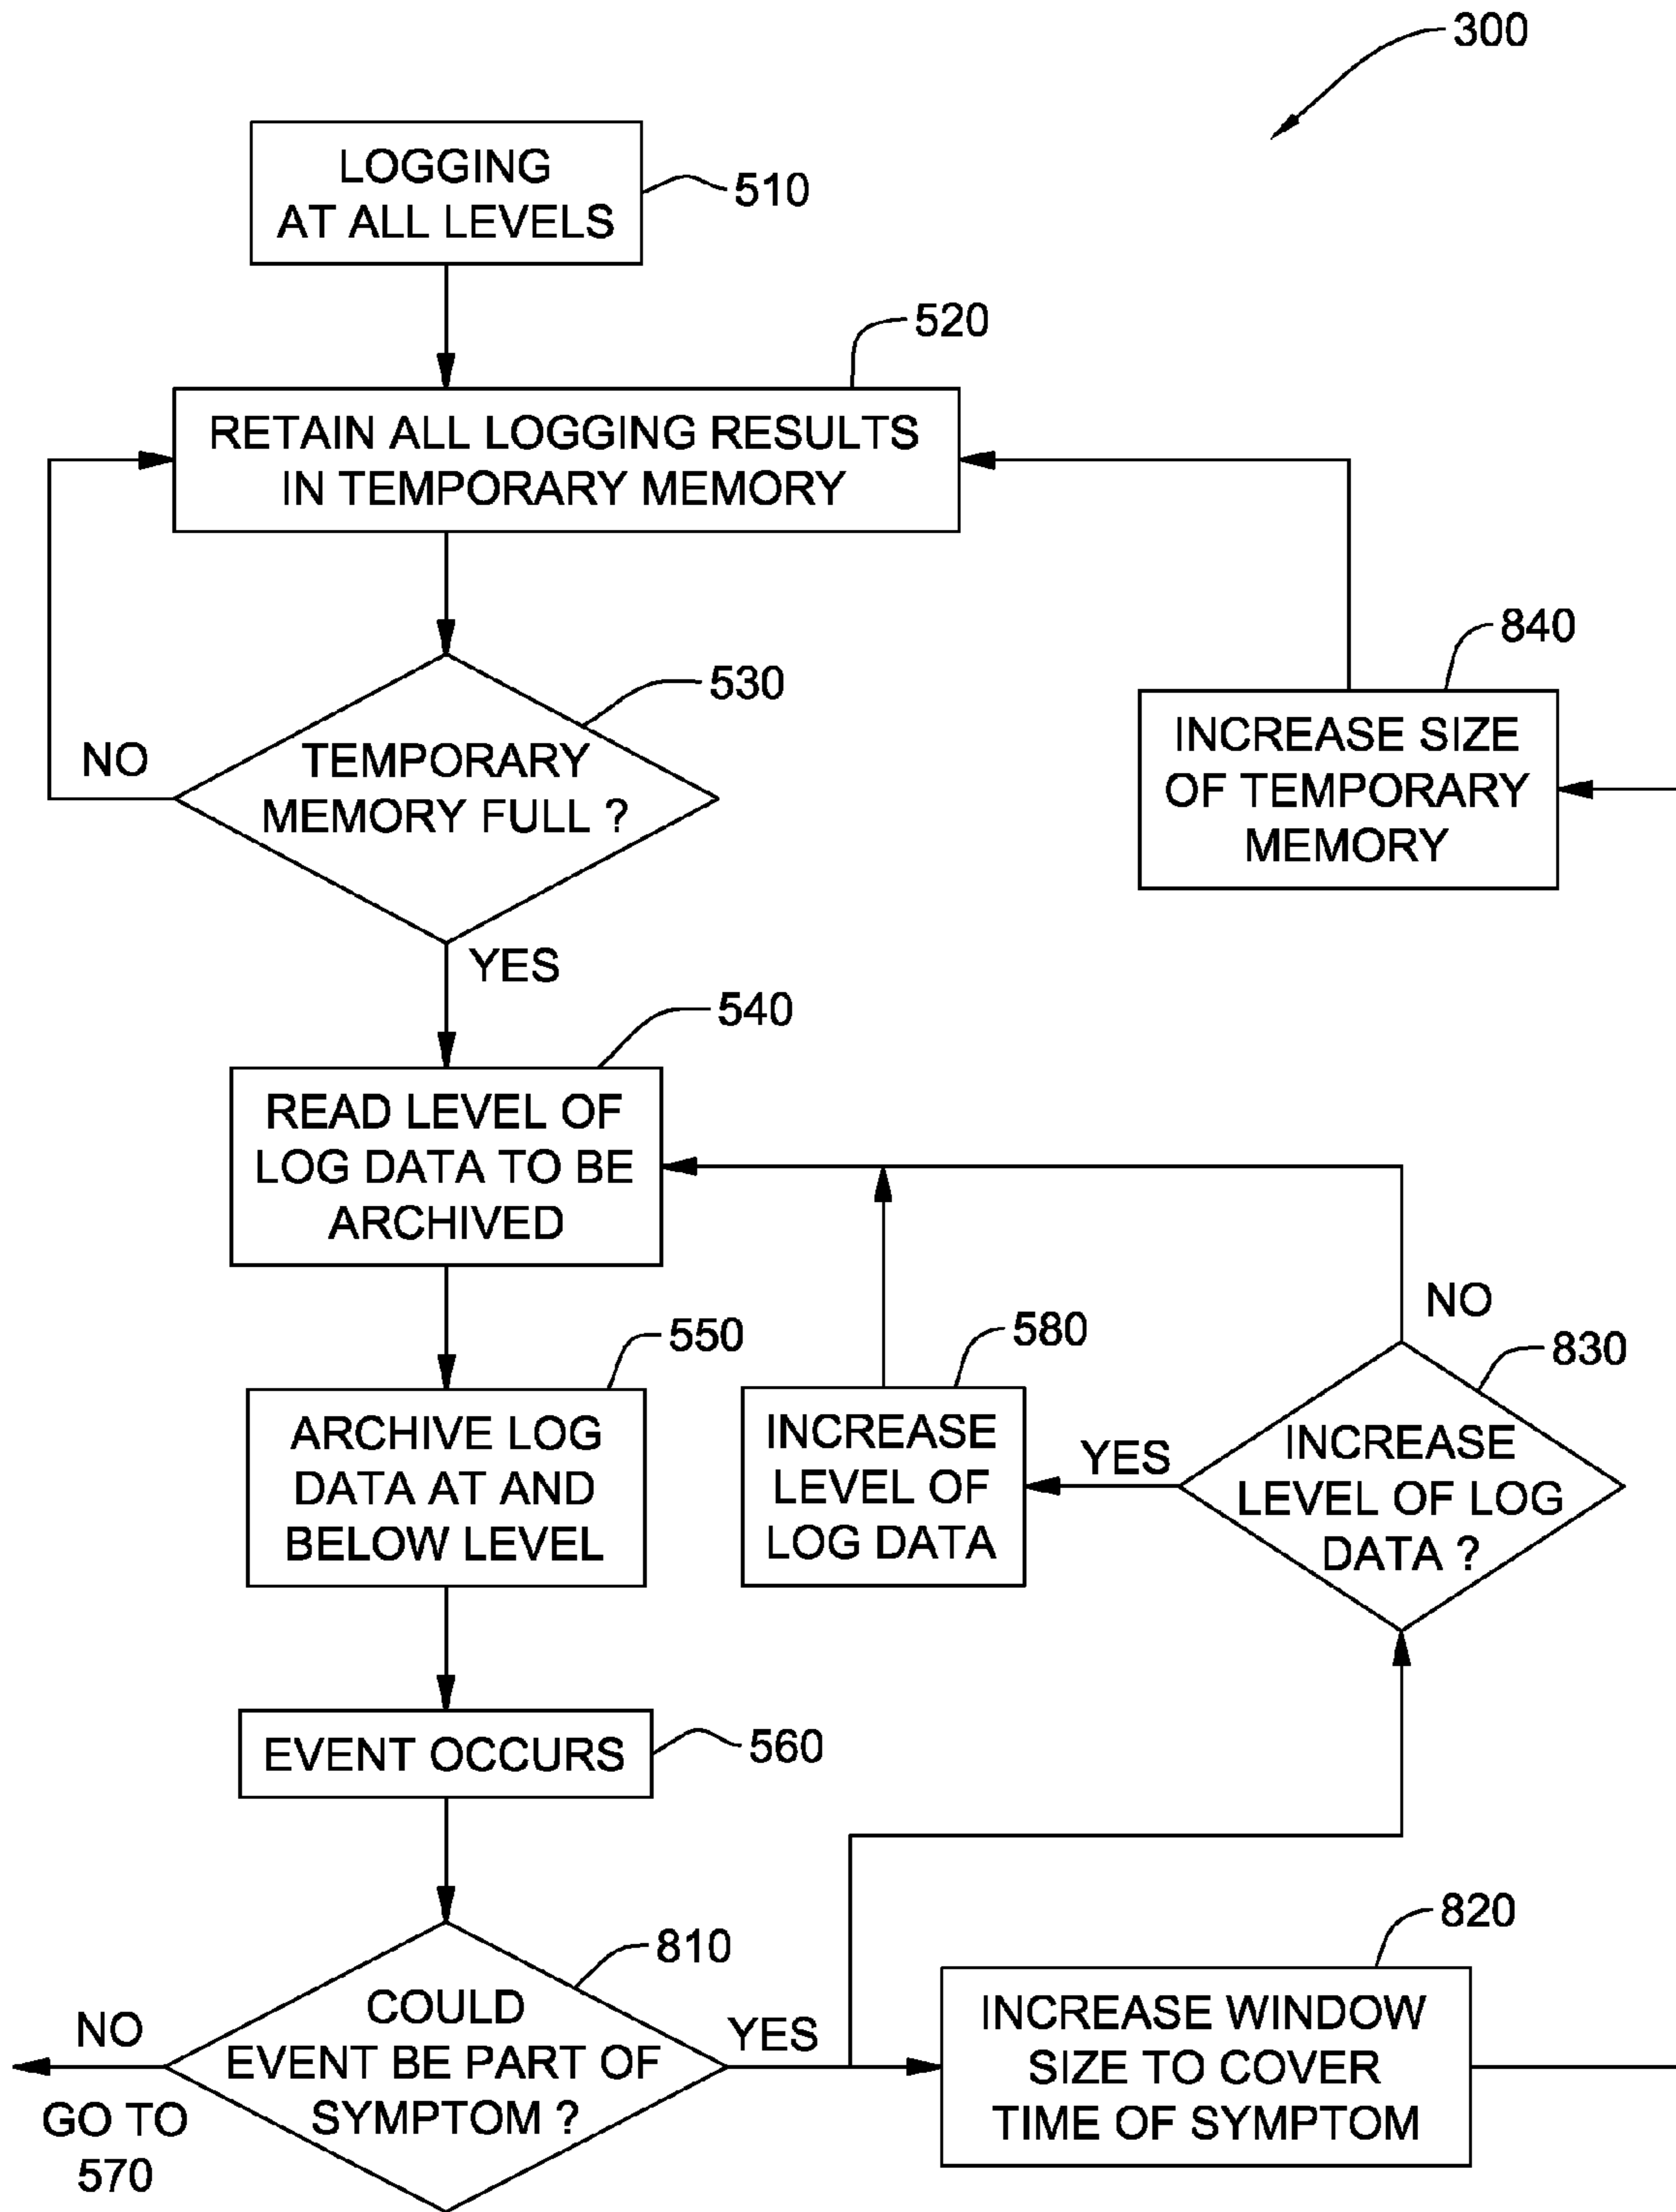 300
LOGGING
AT ALL LEVELS
510
520
RETAIN ALL LOGGING RESULTS
IN TEMPORARY MEMORY
530
NO
TEMPORARY
MEMORY FULL ?
840
INCREASE SIZE
OF TEMPORARY
MEMORY
YES
540
READ LEVEL OF
LOG DATA TO BE
ARCHIVED
550
ARCHIVE LOG
DATA AT AND
BELOW LEVEL
580
INCREASE
LEVEL OF
LOG DATA
YES
NO
830
INCREASE
LEVEL OF LOG
DATA ?
EVENT OCCURS
560
810
COULD
EVENT BE PART OF
SYMPTOM ?
NO
GO TO
570
YES
820
INCREASE WINDOW
SIZE TO COVER
TIME OF SYMPTOM